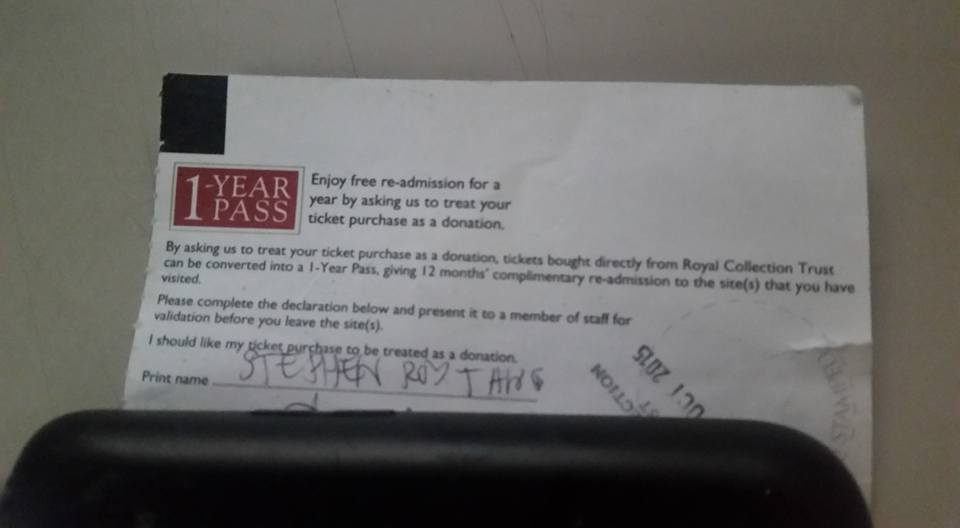 1-YEAR
PASS
Enjoy free re-admission for a
year by asking us to treat your
ticket purchase as a donation.
By asking us to treat your ticket purchase as a donation, tickets bought directly from Royal Collection Trust
can be converted into a 1-Year Pass, giving 12 months' complimentary re-admission to the site(s) that you have
visited.
Please complete the declaration below and present it to a member of staff for
validation before you leave the site(s).
I should like my ticket purchase to be treated as a donation.
Print name STEPHEN ROY TANG
OCT 2015